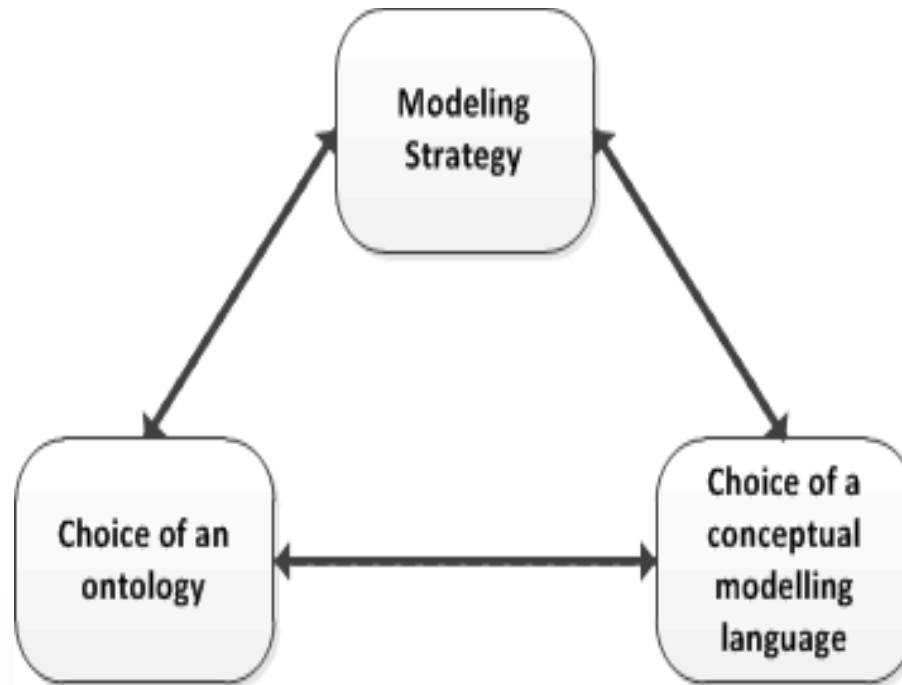 Modeling
Strategy
Choice of an
ontology
Choice of a
conceptual
modelling
language